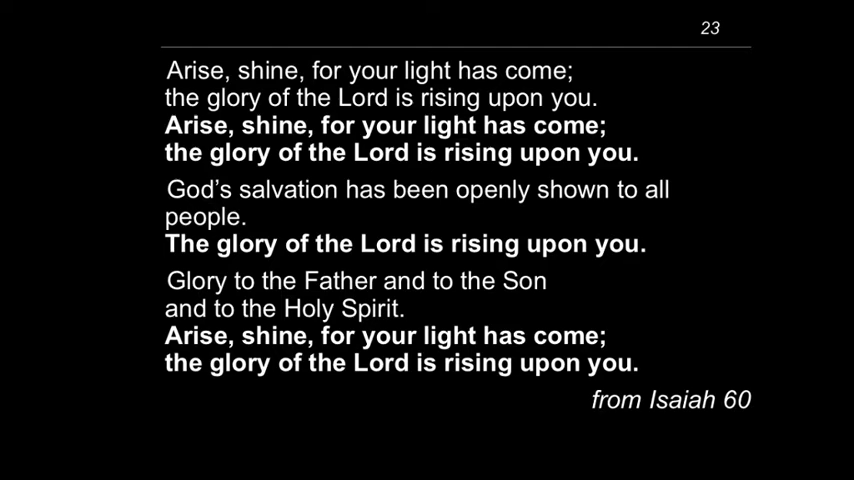 23
Arise, shine, for your light has come;
the glory of the Lord is rising upon you.
Arise, shine, for your light has come;
the glory of the Lord is rising upon you.
God’s salvation has been openly shown to all
people.
The glory of the Lord is rising upon you.
Glory to the Father and to the Son
and to the Holy Spirit.
Arise, shine, for your light has come;
the glory of the Lord is rising upon you.
from Isaiah 60